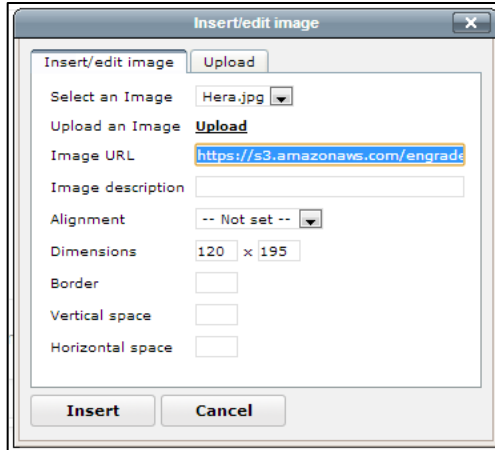 Insert/edit image
Insert/edit image Upload
Select an Image Hera.jpg
Upload an Image Upload
Image URL https://s3.amazonaws.com/engrade
Image description
Alignment -- Not set --
Dimensions 120 x 195
Border
Vertical space
Horizontal space
Insert Cancel